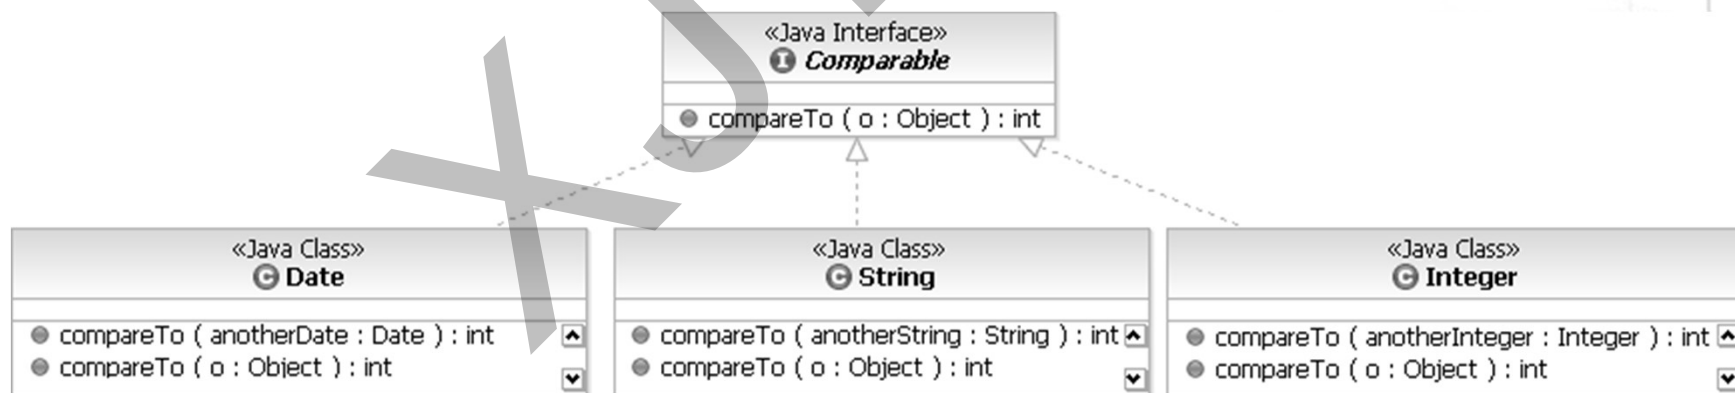 «Java Interface»
I Comparable
compareTo ( o : Object ) : int
«Java Class»
C Date
compareTo ( anotherDate : Date ) : int
compareTo ( o : Object ) : int
«Java Class»
C String
compareTo ( anotherString : String ) : int
compareTo ( o : Object ) : int
«Java Class»
C Integer
compareTo ( anotherInteger : Integer ) : int
compareTo ( o : Object ) : int
XJ